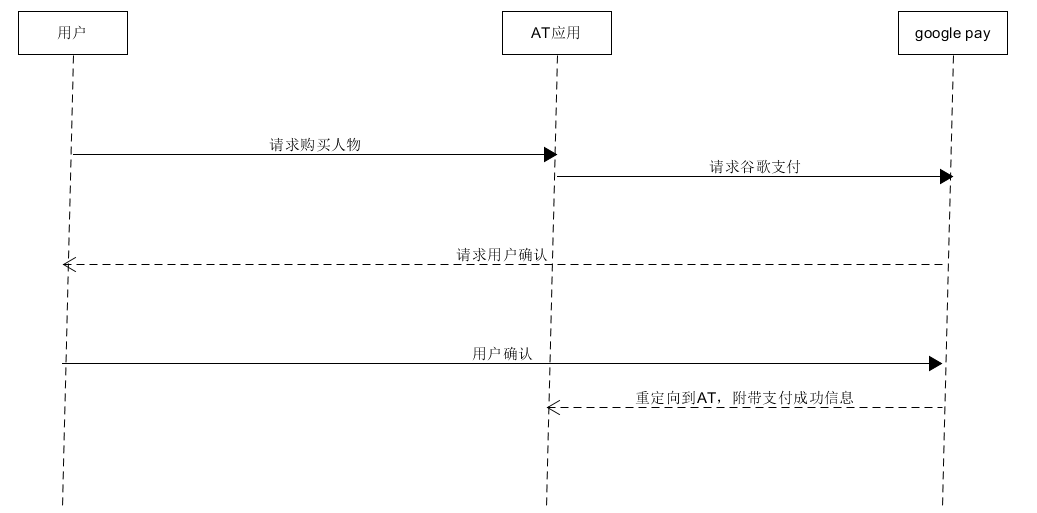 用户
AT应用
google pay
请求购买人物
请求谷歌支付
请求用户确认
用户确认
重定向到AT，附带支付成功信息